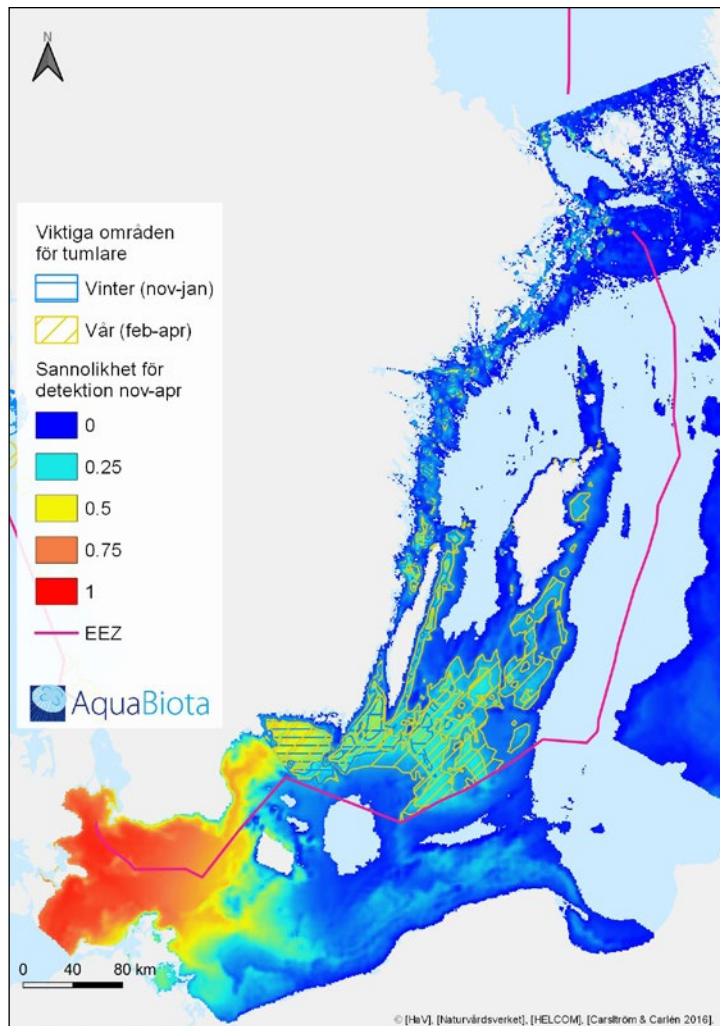 N
Viktiga områden
för tumlare
Vinter (nov-jan)
Vår (feb-apr)
Sannolikhet för
detektion nov-apr
0
0.25
0.5
0.75
1
EEZ
AquaBiota
0 40 80 km
© [HaV], [Naturvårdsverket], [HELCOM], [Carslröm & Carlén 2016],